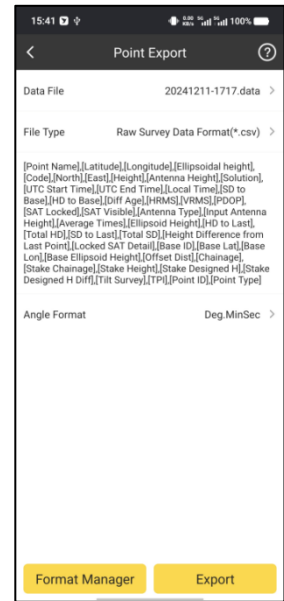 15:41 0.00 KB/s 5G 5G 100%
Point Export ?
Data File 20241211-1717.data >
File Type Raw Survey Data Format(*.csv) >
[Point Name],[Latitude],[Longitude],[Ellipsoidal height],
[Code],[North],[East],[Height],[Antenna Height],[Solution],
[UTC Start Time],[UTC End Time],[Local Time],[SD to
Base],[HD to Base],[Diff Age],[HRMS],[VRMS],[PDOP],
[SAT Locked],[SAT Visible],[Antenna Type],[Input Antenna
Height],[Average Times],[Ellipsoid Height],[HD to Last],
[Total HD],[SD to Last],[Total SD],[Height Difference from
Last Point],[Locked SAT Detail],[Base ID],[Base Lat],[Base
Lon],[Base Ellipsoid Height],[Offset Dist],[Chainage],
[Stake Chainage],[Stake Height],[Stake Designed H],[Stake
Designed H Diff],[Tilt Survey],[TPI],[Point ID],[Point Type]
Angle Format Deg.MinSec >
Format Manager Export